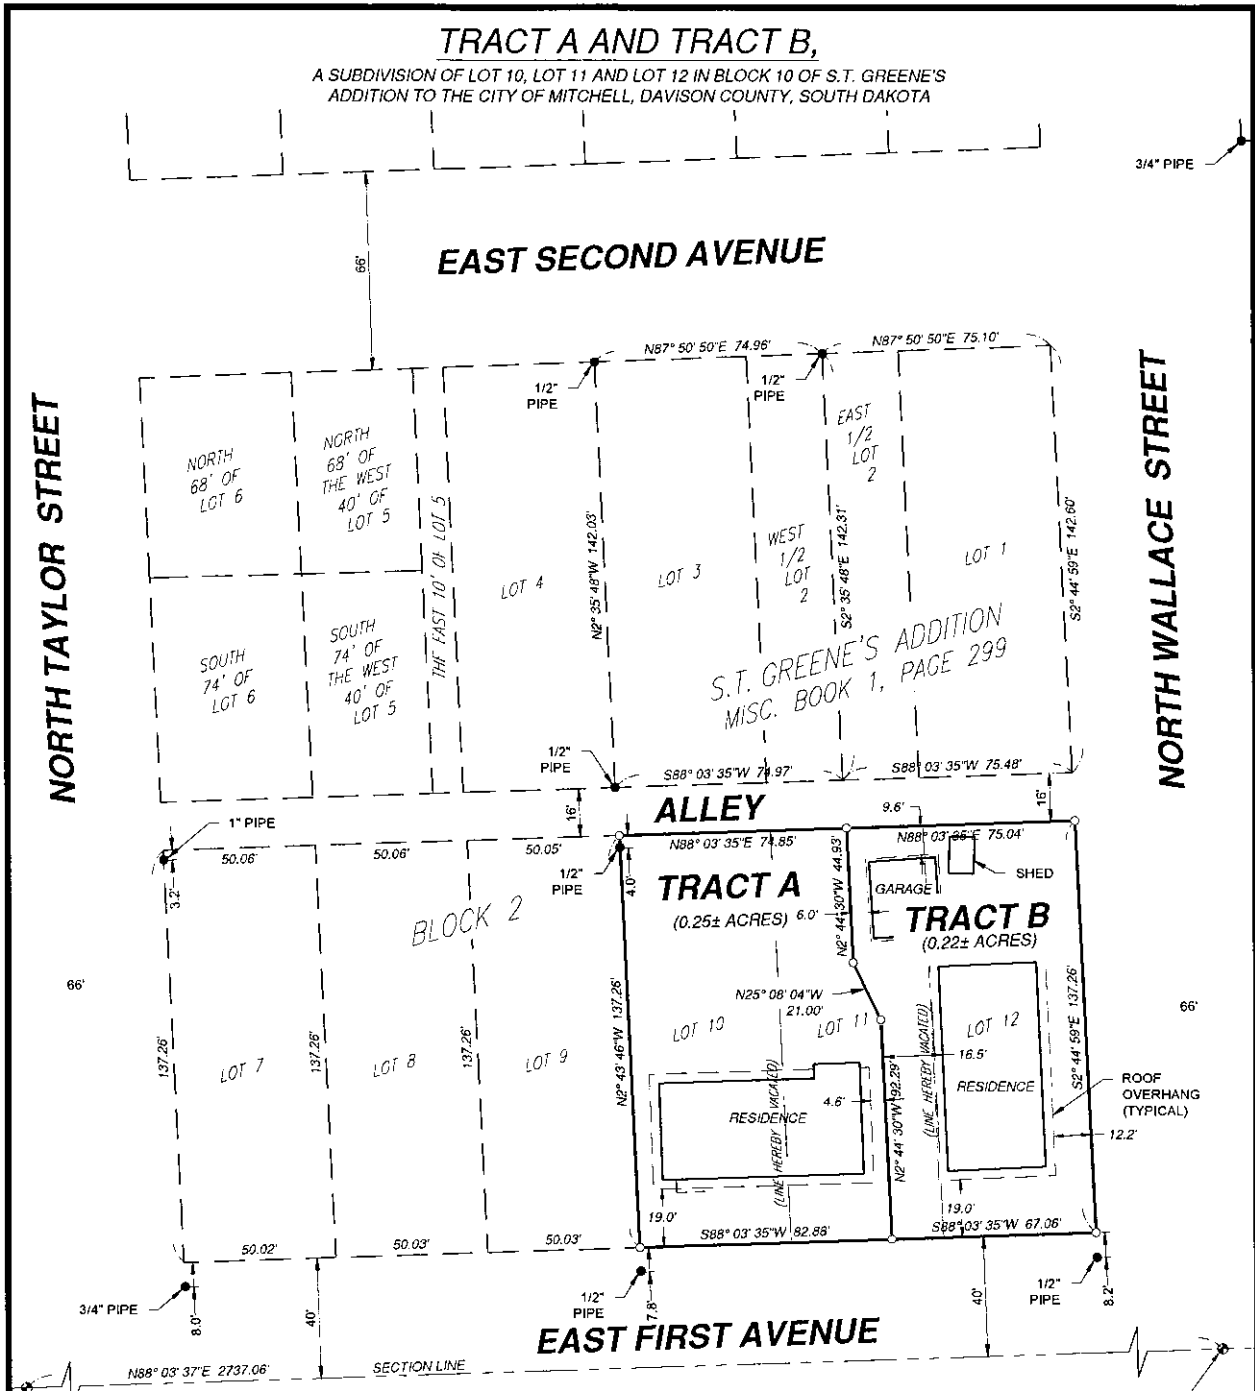 TRACT A AND TRACT B,
A SUBDIVISION OF LOT 10, LOT 11 AND LOT 12 IN BLOCK 10 OF S.T. GREENE'S
ADDITION TO THE CITY OF MITCHELL, DAVISON COUNTY, SOUTH DAKOTA
3/4" PIPE
66'
EAST SECOND AVENUE
N87° 50' 50"E 74.96'
N87° 50' 50"E 75.10'
1/2"
PIPE
1/2"
PIPE
NORTH TAYLOR STREET
NORTH WALLACE STREET
NORTH
68' OF
LOT 6
NORTH
68' OF
THE WEST
40' OF
LOT 5
THE EAST 10' OF LOT 5
SOUTH
74' OF
LOT 6
SOUTH
74' OF
THE WEST
40' OF
LOT 5
LOT 4
N2° 35' 48"W 142.03'
LOT 3
WEST
1/2
LOT
2
S2° 35' 48"E 142.31'
EAST
1/2
LOT
2
LOT 1
S2° 44' 59"E 142.60'
S.T. GREENE'S ADDITION
MISC. BOOK 1, PAGE 299
1/2"
PIPE
S88° 03' 35"W 74.97'
S88° 03' 35"W 75.48'
16'
ALLEY
9.6'
16'
1" PIPE
50.06'
50.06'
50.05'
N88° 03' 35"E 74.85'
N88° 03' 35"E 75.04'
3.2'
1/2"
PIPE
4.0'
TRACT A
(0.25± ACRES)
6.0'
N2° 44' 30"W 44.93'
GARAGE
SHED
TRACT B
(0.22± ACRES)
BLOCK 2
66'
66'
N25° 08' 04"W
21.00'
137.26'
LOT 7
137.26'
LOT 8
137.26'
LOT 9
N2° 43' 46"W 137.26'
LOT 10
LOT 11
LOT 12
(LINE HEREBY VACATED)
(LINE HEREBY VACATED)
S2° 44' 59"E 137.26'
16.5'
RESIDENCE
RESIDENCE
4.6'
N2° 44' 30"W 92.29'
ROOF
OVERHANG
(TYPICAL)
12.2'
19.0'
19.0'
S88° 03' 35"W 82.88'
S88° 03' 35"W 67.06'
50.02'
50.03'
50.03'
3/4" PIPE
8.0'
40'
1/2"
PIPE
7.8'
40'
1/2"
PIPE
8.2'
EAST FIRST AVENUE
N88° 03' 37"E 2737.06'
SECTION LINE